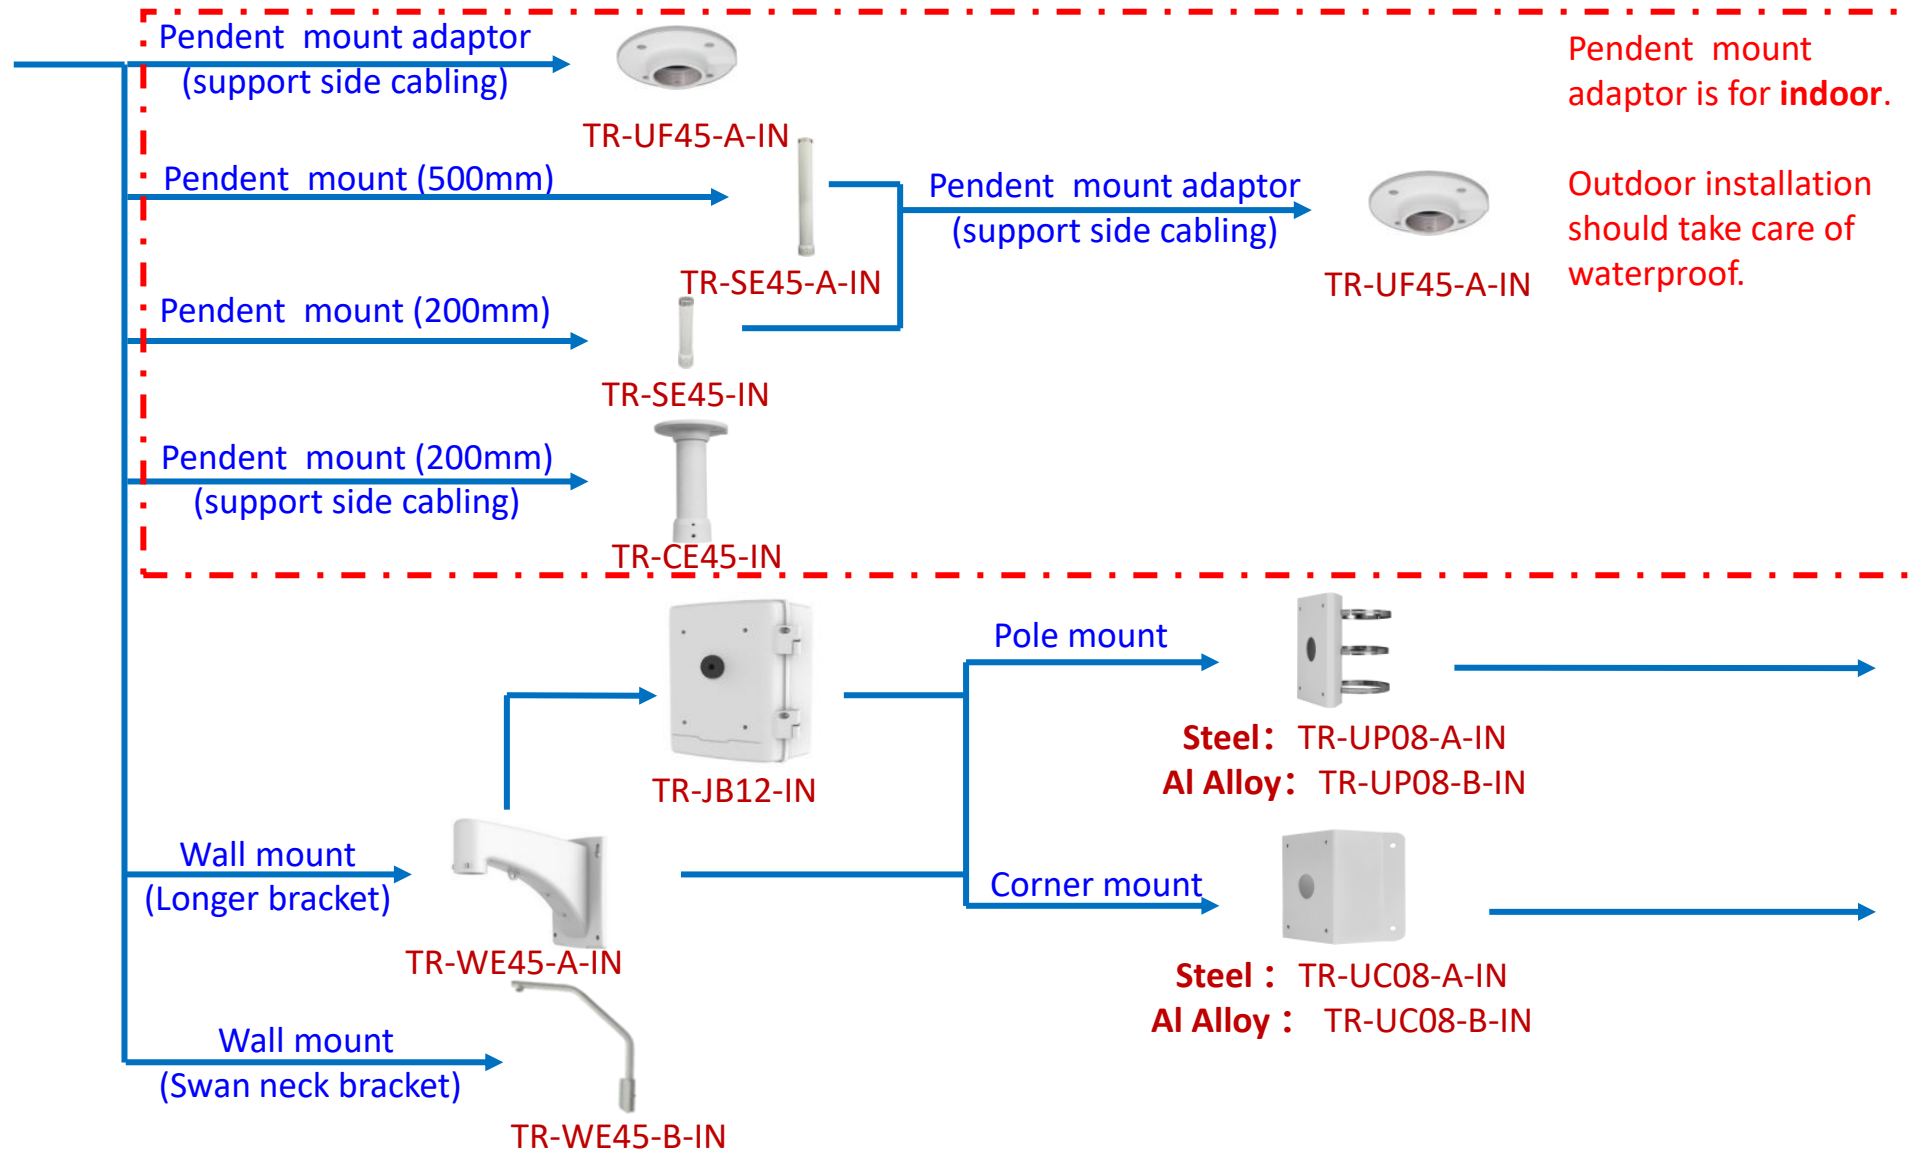 Pendent  mount adaptor
(support side cabling)
TR-UF45-A-IN
Pendent  mount
adaptor is for indoor.
Outdoor installation
should take care of
waterproof.
Pendent  mount (500mm)
TR-SE45-A-IN
Pendent  mount adaptor
(support side cabling)
TR-UF45-A-IN
Pendent  mount (200mm)
TR-SE45-IN
Pendent  mount (200mm)
(support side cabling)
TR-CE45-IN
TR-JB12-IN
Pole mount
Steel：  TR-UP08-A-IN
Al Alloy：  TR-UP08-B-IN
Wall mount
(Longer bracket)
TR-WE45-A-IN
Corner mount
Steel：  TR-UC08-A-IN
Al Alloy：  TR-UC08-B-IN
Wall mount
(Swan neck bracket)
TR-WE45-B-IN